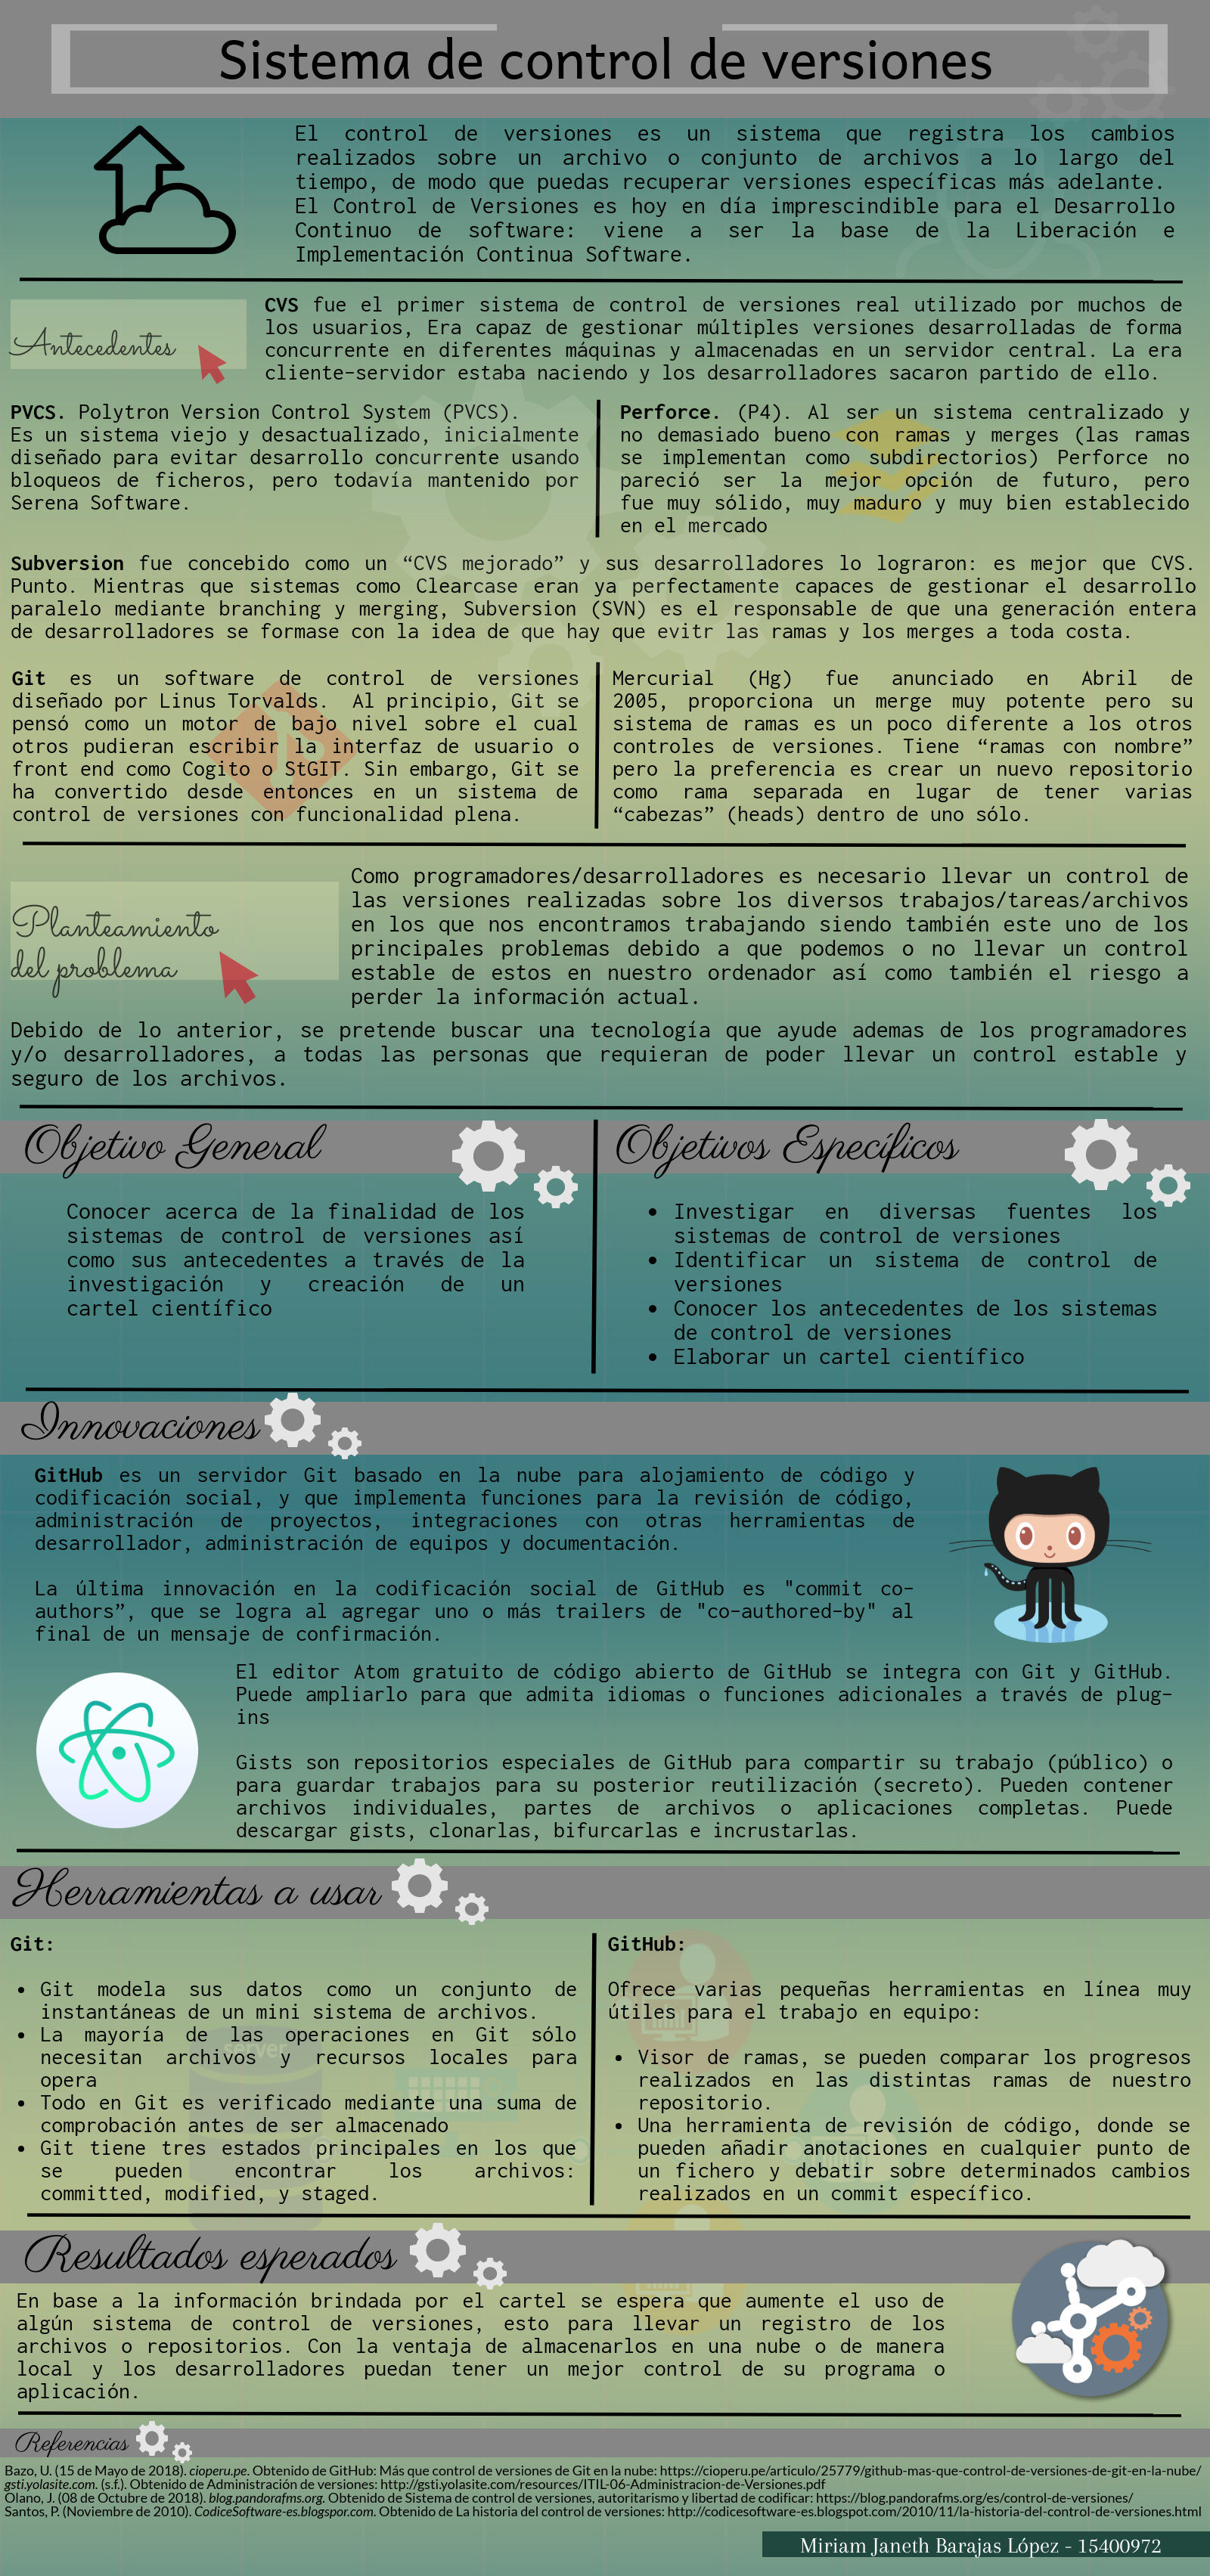 Sistema de control de versiones
El control de versiones es un sistema que registra los cambios
realizados sobre un archivo o conjunto de archivos a lo largo del
tiempo, de modo que puedas recuperar versiones específicas más adelante.
El Control de Versiones es hoy en día imprescindible para el Desarrollo
Continuo de software: viene a ser la base de la Liberación e
Implementación Continua Software.
Antecedentes
CVS fue el primer sistema de control de versiones real utilizado por muchos de
los usuarios, Era capaz de gestionar múltiples versiones desarrolladas de forma
concurrente en diferentes máquinas y almacenadas en un servidor central. La era
cliente-servidor estaba naciendo y los desarrolladores sacaron partido de ello.
PVCS. Polytron Version Control System (PVCS).
Es un sistema viejo y desactualizado, inicialmente
diseñado para evitar desarrollo concurrente usando
bloqueos de ficheros, pero todavía mantenido por
Serena Software.
Perforce. (P4). Al ser un sistema centralizado y
no demasiado bueno con ramas y merges (las ramas
se implementan como subdirectorios) Perforce no
pareció ser la mejor opción de futuro, pero
fue muy sólido, muy maduro y muy bien establecido
en el mercado
Subversion fue concebido como un “CVS mejorado” y sus desarrolladores lo lograron: es mejor que CVS.
Punto. Mientras que sistemas como Clearcase eran ya perfectamente capaces de gestionar el desarrollo
paralelo mediante branching y merging, Subversion (SVN) es el responsable de que una generación entera
de desarrolladores se formase con la idea de que hay que evitr las ramas y los merges a toda costa.
Git es un software de control de versiones
diseñado por Linus Torvalds. Al principio, Git se
pensó como un motor de bajo nivel sobre el cual
otros pudieran escribir la interfaz de usuario o
front end como Cogito o StGIT. Sin embargo, Git se
ha convertido desde entonces en un sistema de
control de versiones con funcionalidad plena.
Mercurial (Hg) fue anunciado en Abril de
2005, proporciona un merge muy potente pero su
sistema de ramas es un poco diferente a los otros
controles de versiones. Tiene “ramas con nombre”
pero la preferencia es crear un nuevo repositorio
como rama separada en lugar de tener varias
“cabezas” (heads) dentro de uno sólo.
Planteamiento
del problema
Como programadores/desarrolladores es necesario llevar un control de
las versiones realizadas sobre los diversos trabajos/tareas/archivos
en los que nos encontramos trabajando siendo también este uno de los
principales problemas debido a que podemos o no llevar un control
estable de estos en nuestro ordenador así como también el riesgo a
perder la información actual.
Debido de lo anterior, se pretende buscar una tecnología que ayude ademas de los programadores
y/o desarrolladores, a todas las personas que requieran de poder llevar un control estable y
seguro de los archivos.
Objetivo General
Conocer acerca de la finalidad de los
sistemas de control de versiones así
como sus antecedentes a través de la
investigación y creación de un
cartel científico
Objetivos Específicos
• Investigar en diversas fuentes los
sistemas de control de versiones
• Identificar un sistema de control de
versiones
• Conocer los antecedentes de los sistemas
de control de versiones
• Elaborar un cartel científico
Innovaciones
GitHub es un servidor Git basado en la nube para alojamiento de código y
codificación social, y que implementa funciones para la revisión de código,
administración de proyectos, integraciones con otras herramientas de
desarrollador, administración de equipos y documentación.
La última innovación en la codificación social de GitHub es "commit co-
authors”, que se logra al agregar uno o más trailers de "co-authored-by" al
final de un mensaje de confirmación.
El editor Atom gratuito de código abierto de GitHub se integra con Git y GitHub.
Puede ampliarlo para que admita idiomas o funciones adicionales a través de plug-
ins
Gists son repositorios especiales de GitHub para compartir su trabajo (público) o
para guardar trabajos para su posterior reutilización (secreto). Pueden contener
archivos individuales, partes de archivos o aplicaciones completas. Puede
descargar gists, clonarlas, bifurcarlas e incrustarlas.
Herramientas a usar
Git:
• Git modela sus datos como un conjunto de
instantáneas de un mini sistema de archivos.
• La mayoría de las operaciones en Git sólo
necesitan archivos y recursos locales para
opera
• Todo en Git es verificado mediante una suma de
comprobación antes de ser almacenado
• Git tiene tres estados principales en los que
se pueden encontrar los archivos:
committed, modified, y staged.
server
GitHub:
Ofrece varias pequeñas herramientas en línea muy
útiles para el trabajo en equipo:
• Visor de ramas, se pueden comparar los progresos
realizados en las distintas ramas de nuestro
repositorio.
• Una herramienta de revisión de código, donde se
pueden añadir anotaciones en cualquier punto de
un fichero y debatir sobre determinados cambios
realizados en un commit específico.
Resultados esperados
En base a la información brindada por el cartel se espera que aumente el uso de
algún sistema de control de versiones, esto para llevar un registro de los
archivos o repositorios. Con la ventaja de almacenarlos en una nube o de manera
local y los desarrolladores puedan tener un mejor control de su programa o
aplicación.
Referencias
Bazo, U. (15 de Mayo de 2018). cioperu.pe. Obtenido de GitHub: Más que control de versiones de Git en la nube: https://cioperu.pe/articulo/25779/github-mas-que-control-de-versiones-de-git-en-la-nube/
gsti.yolasite.com. (s.f.). Obtenido de Administración de versiones: http://gsti.yolasite.com/resources/ITIL-06-Administracion-de-Versiones.pdf
Olano, J. (08 de Octubre de 2018). blog.pandorafms.org. Obtenido de Sistema de control de versiones, autoritarismo y libertad de codificar: https://blog.pandorafms.org/es/control-de-versiones/
Santos, P. (Noviembre de 2010). CodiceSoftware-es.blogspor.com. Obtenido de La historia del control de versiones: http://codicesoftware-es.blogspot.com/2010/11/la-historia-del-control-de-versiones.html
Miriam Janeth Barajas López - 15400972